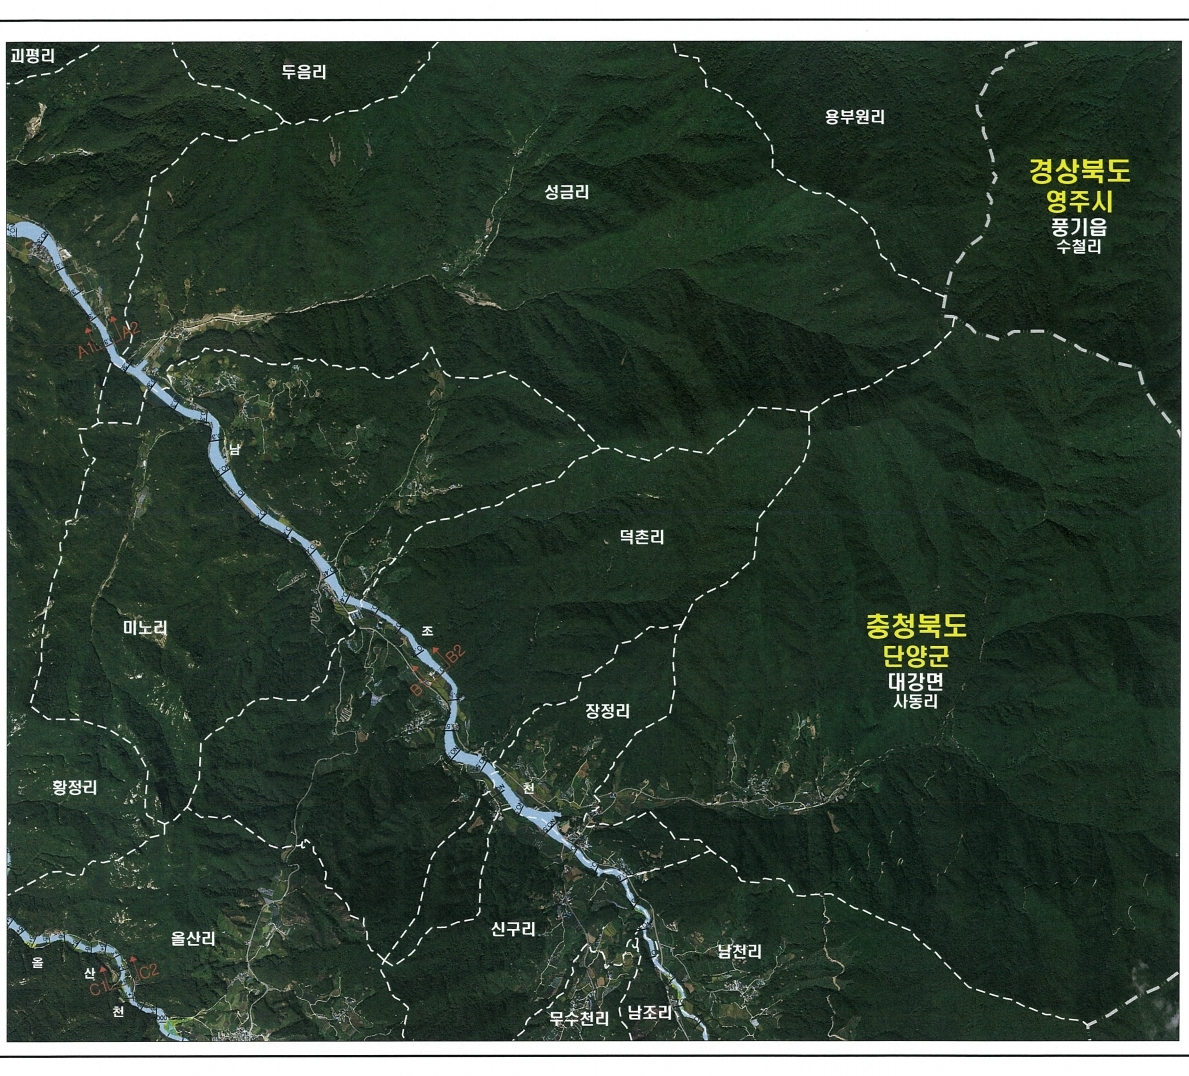 괴평리
두음리
용부원리
경상북도
영주시
풍기읍
수철리
성금리
A1
A2
남
덕촌리
미노리
조
B2
충청북도
단양군
대강면
사동리
장정리
황정리
천
신구리
올산리
남천리
올
산
C1
C2
천
무수천리
남조리